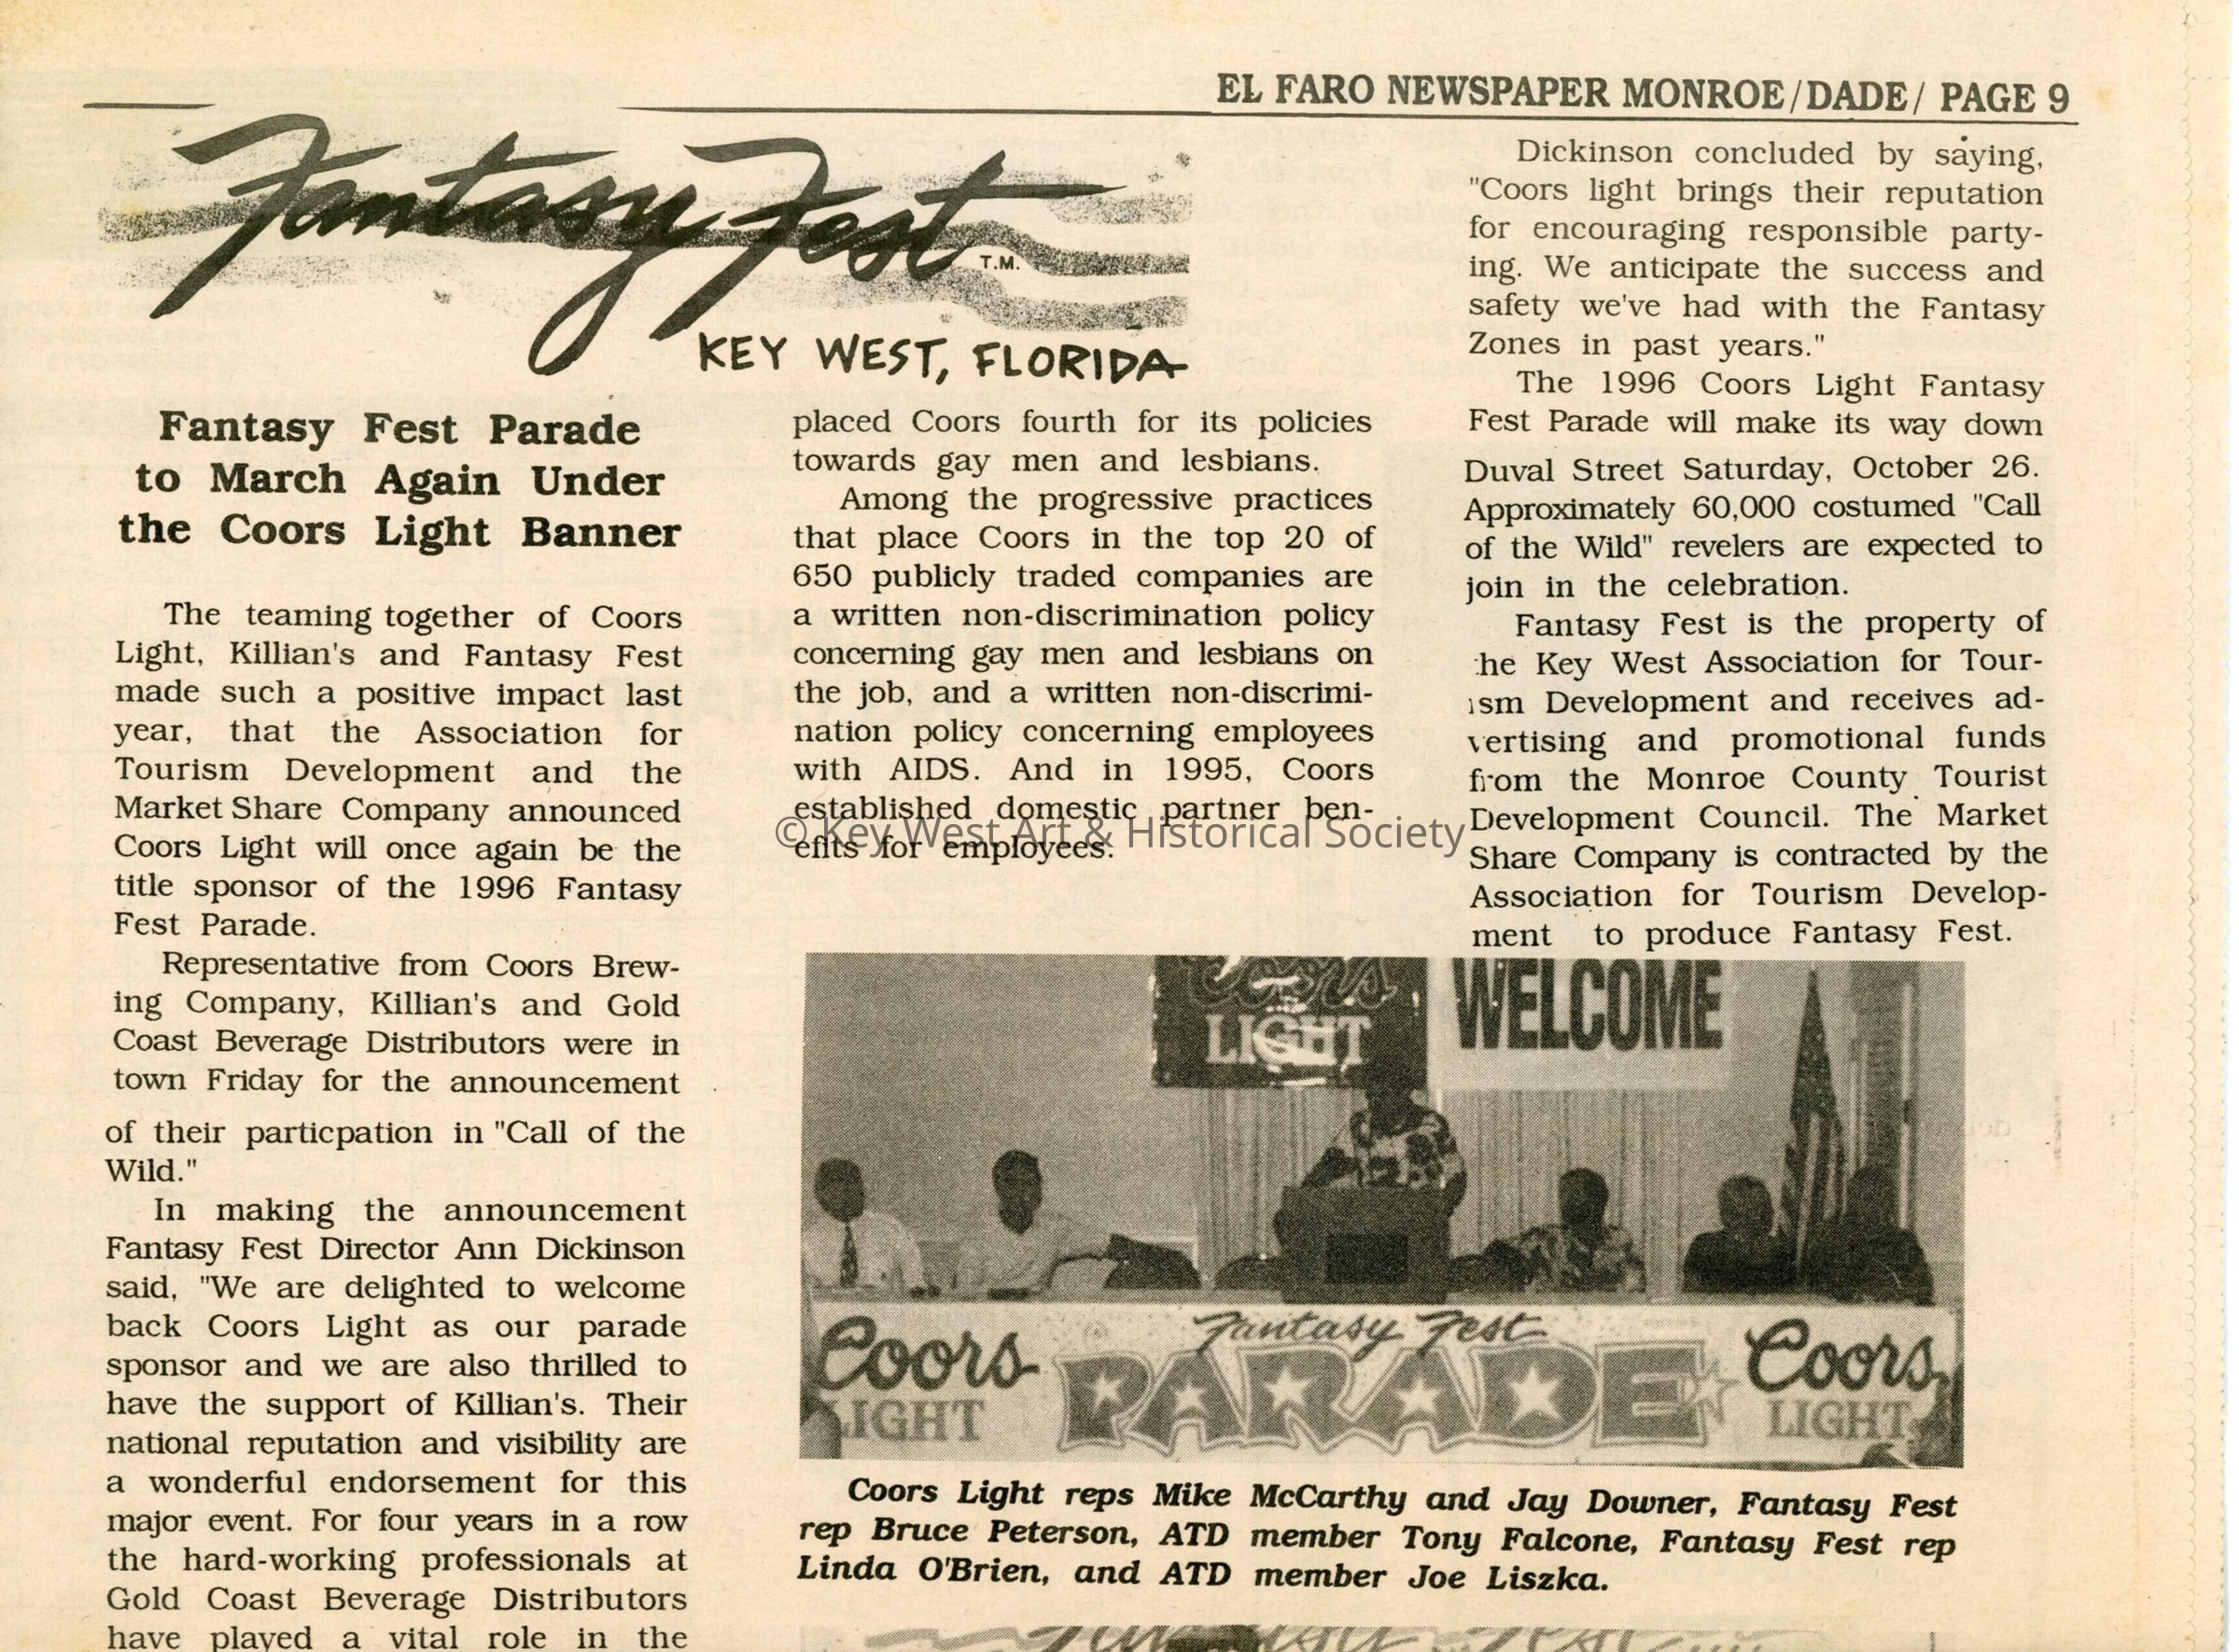 EL FARO NEWSPAPER MONROE/DADE/ PAGE 9
Fantasy Fest T.M.
KEY WEST, FLORIDA
Fantasy Fest Parade
to March Again Under
the Coors Light Banner
The teaming together of Coors
Light, Killian's and Fantasy Fest
made such a positive impact last
year, that the Association for
Tourism Development and the
Market Share Company announced
Coors Light will once again be the
title sponsor of the 1996 Fantasy
Fest Parade.
Representative from Coors Brew-
ing Company, Killian's and Gold
Coast Beverage Distributors were in
town Friday for the announcement
of their particpation in "Call of the
Wild."
In making the announcement
Fantasy Fest Director Ann Dickinson
said, "We are delighted to welcome
back Coors Light as our parade
sponsor and we are also thrilled to
have the support of Killian's. Their
national reputation and visibility are
a wonderful endorsement for this
major event. For four years in a row
the hard-working professionals at
Gold Coast Beverage Distributors
have played a vital role in the
placed Coors fourth for its policies
towards gay men and lesbians.
Among the progressive practices
that place Coors in the top 20 of
650 publicly traded companies are
a written non-discrimination policy
concerning gay men and lesbians on
the job, and a written non-discrimi-
nation policy concerning employees
with AIDS. And in 1995, Coors
established domestic partner ben-
efits for employees.
© Key West Art & Historical Society
Dickinson concluded by saying,
"Coors light brings their reputation
for encouraging responsible party-
ing. We anticipate the success and
safety we've had with the Fantasy
Zones in past years."
The 1996 Coors Light Fantasy
Fest Parade will make its way down
Duval Street Saturday, October 26.
Approximately 60,000 costumed "Call
of the Wild" revelers are expected to
join in the celebration.
Fantasy Fest is the property of
he Key West Association for Tour-
ism Development and receives ad-
vertising and promotional funds
from the Monroe County Tourist
Development Council. The Market
Share Company is contracted by the
Association for Tourism Develop-
ment to produce Fantasy Fest.
Coors
LIGHT
WELCOME
Coors
LIGHT
Fantasy Fest
PARADE
Coors
LIGHT
Coors Light reps Mike McCarthy and Jay Downer, Fantasy Fest
rep Bruce Peterson, ATD member Tony Falcone, Fantasy Fest rep
Linda O'Brien, and ATD member Joe Liszka.